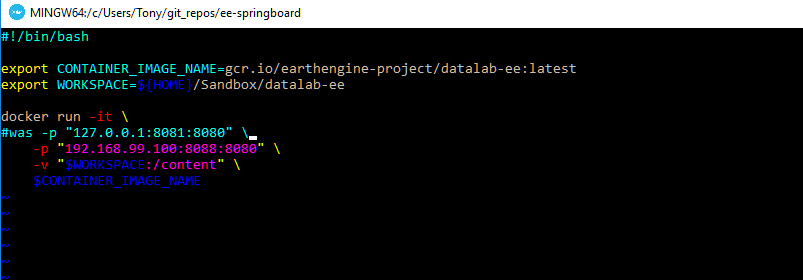 MINGW64:/c/Users/Tony/git_repos/ee-springboard
#!/bin/bash
export CONTAINER_IMAGE_NAME=gcr.io/earthengine-project/datalab-ee:latest
export WORKSPACE=${HOME}/Sandbox/datalab-ee
docker run -it \
#was -p "127.0.0.1:8081:8080" \
    -p "192.168.99.100:8088:8080" \
    -v "$WORKSPACE:/content" \
    $CONTAINER_IMAGE_NAME
~
~
~
~
~
~